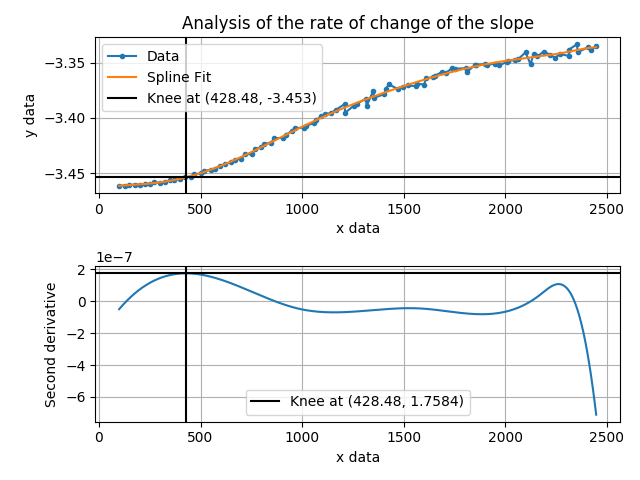 Analysis of the rate of change of the slope
−3.35
−3.40
−3.45
y data
Data
Spline Fit
Knee at (428.48, -3.453)
0 500 1000 1500 2000 2500
x data
1e−7
2
0
−2
−4
−6
Second derivative
Knee at (428.48, 1.7584)
0 500 1000 1500 2000 2500
x data